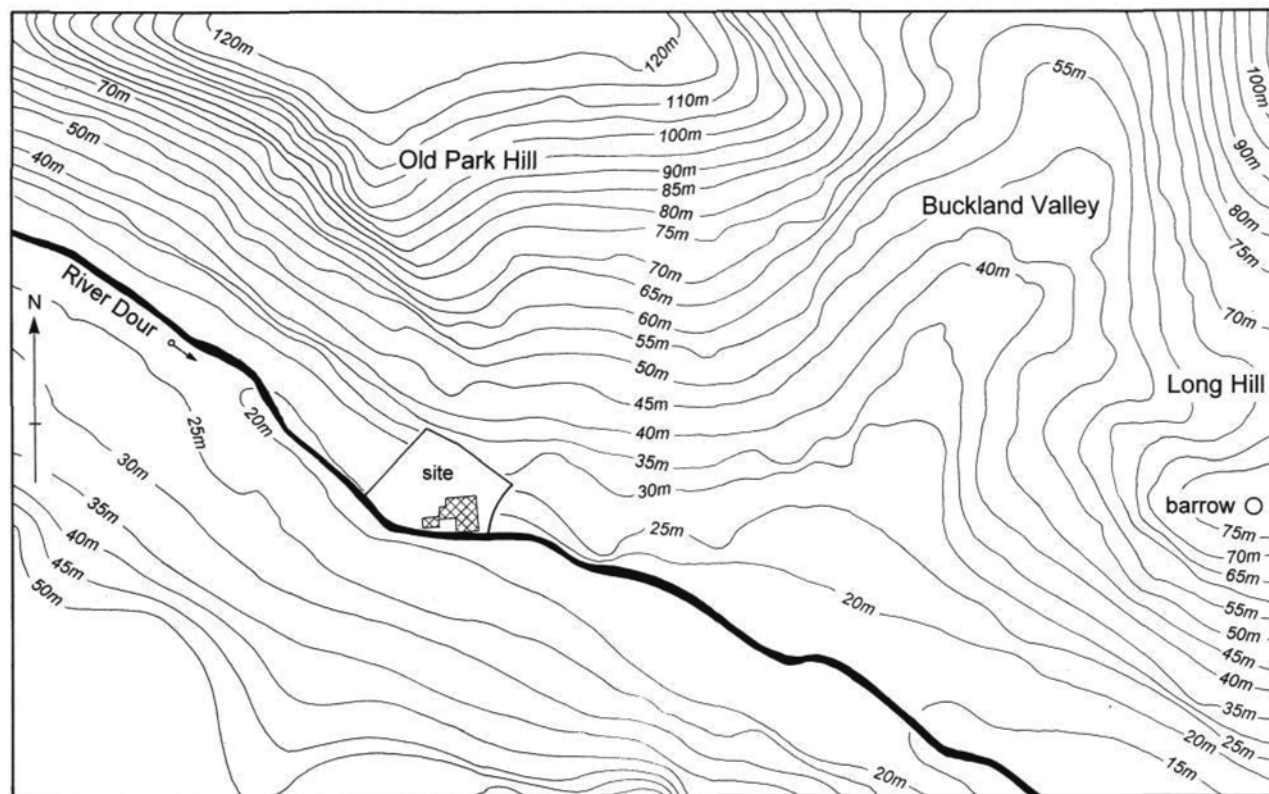 120m
120m
55m
100m
70m
110m
50m
100m
Old Park Hill
90m
90m
40m
85m
Buckland Valley
80m
80m
75m
75m
70m
40m
River Dour
65m
N
60m
70m
55m
50m
Long Hill
45m
20m
25m
40m
35m
30m
site
30m
barrow
25m
75m
35m
70m
40m
65m
45m
20m
55m
50m
50m
45m
40m
35m
20m
25m
20m
15m